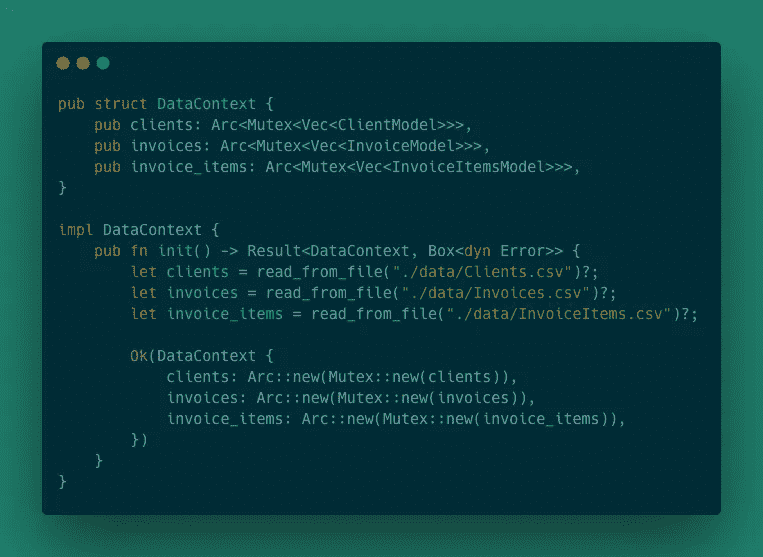 pub struct DataContext {
    pub clients: Arc<Mutex<Vec<ClientModel>>>,
    pub invoices: Arc<Mutex<Vec<InvoiceModel>>>,
    pub invoice_items: Arc<Mutex<Vec<InvoiceItemsModel>>>,
}

impl DataContext {
    pub fn init() -> Result<DataContext, Box<dyn Error>> {
        let clients = read_from_file("./data/Clients.csv")?;
        let invoices = read_from_file("./data/Invoices.csv")?;
        let invoice_items = read_from_file("./data/InvoiceItems.csv")?;

        Ok(DataContext {
            clients: Arc::new(Mutex::new(clients)),
            invoices: Arc::new(Mutex::new(invoices)),
            invoice_items: Arc::new(Mutex::new(invoice_items)),
        })
    }
}